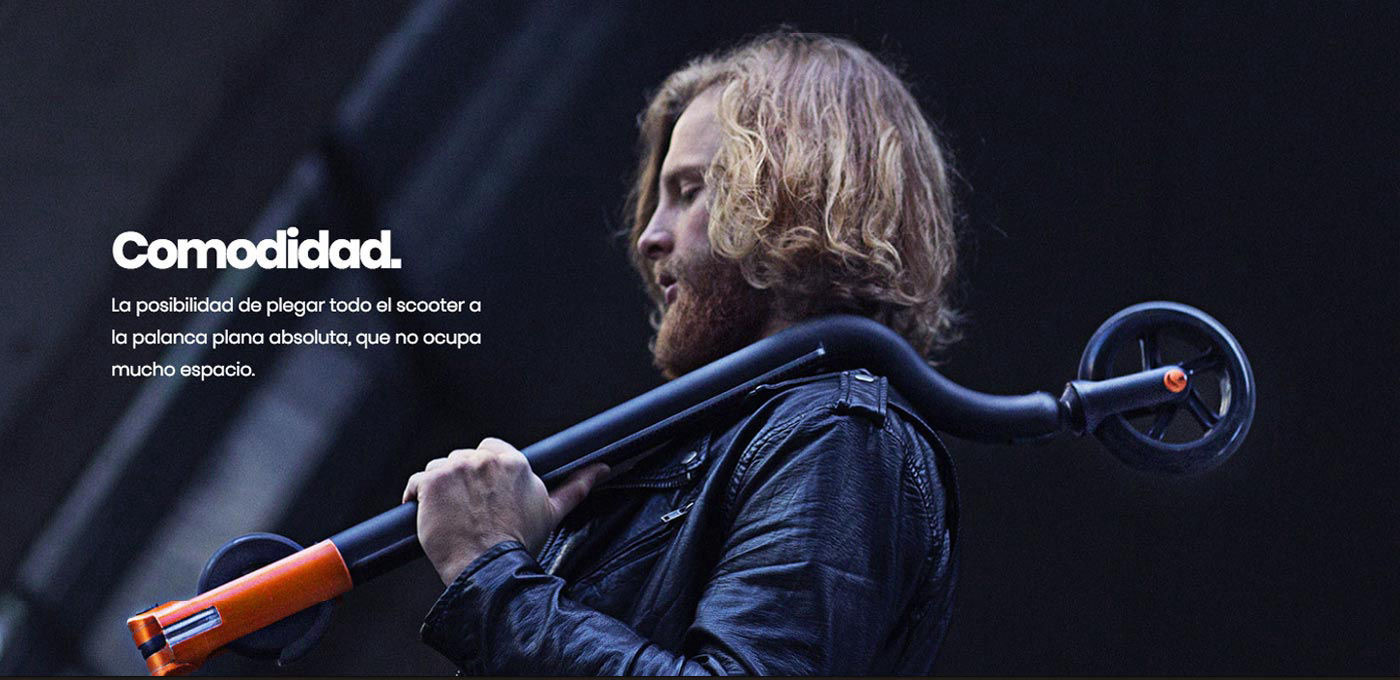 Comodidad.
La posibilidad de plegar todo el scooter a
la palanca plana absoluta, que no ocupa
mucho espacio.